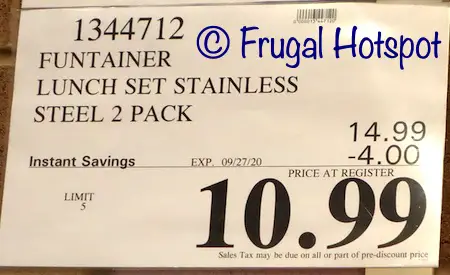 1344712
© Frugal Hotspot
FUNTAINER
LUNCH SET STAINLESS
STEEL 2 PACK
14.99
Instant Savings EXP. 09/27/20 -4.00
PRICE AT REGISTER
LIMIT
5
10.99
Sales Tax may be due on all or part of pre-discount price